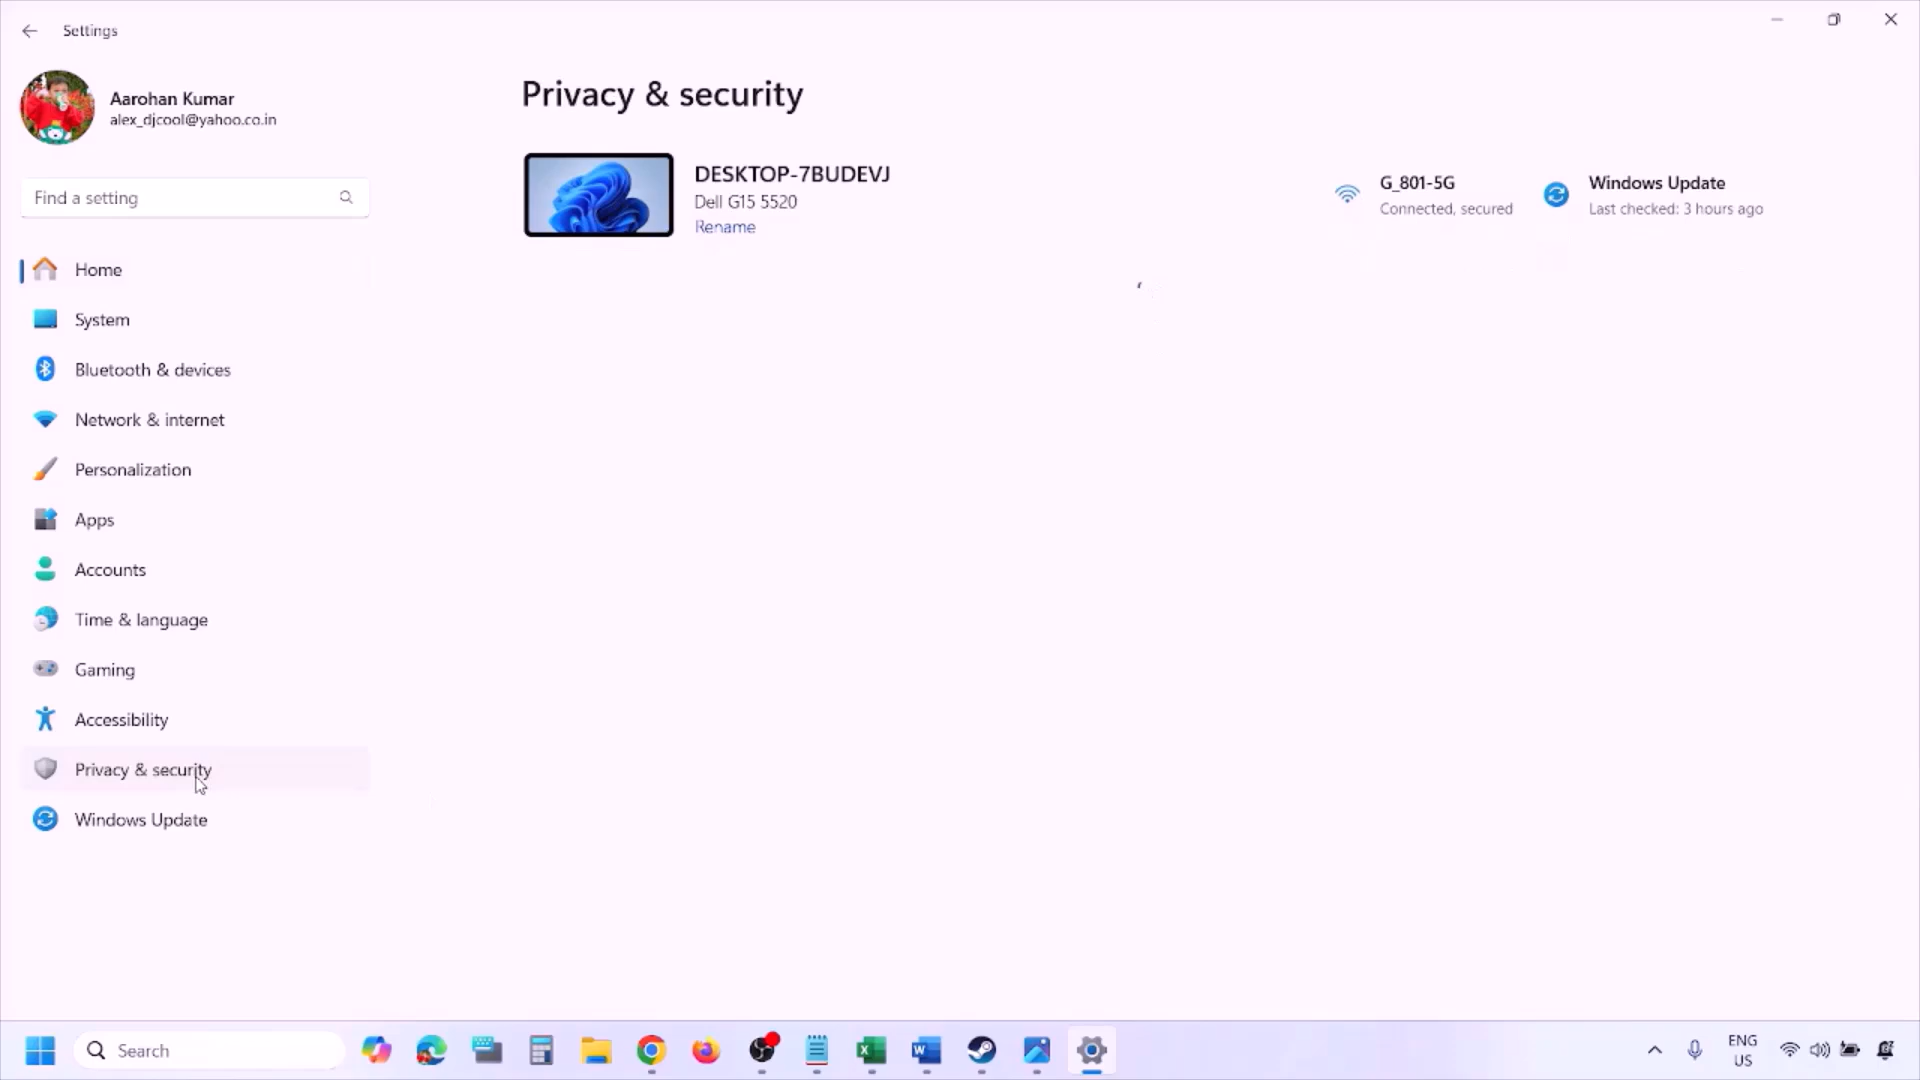 Settings
Aarohan Kumar
alex_djcool@yahoo.co.in
Find a setting
Home
System
Bluetooth & devices
Network & internet
Personalization
Apps
Accounts
Time & language
Gaming
Accessibility
Privacy & security
Windows Update
Privacy & security
DESKTOP-7BUDEVJ
Dell G15 5520
Rename
G_801-5G
Connected, secured
Windows Update
Last checked: 3 hours ago
Search
ENG
US